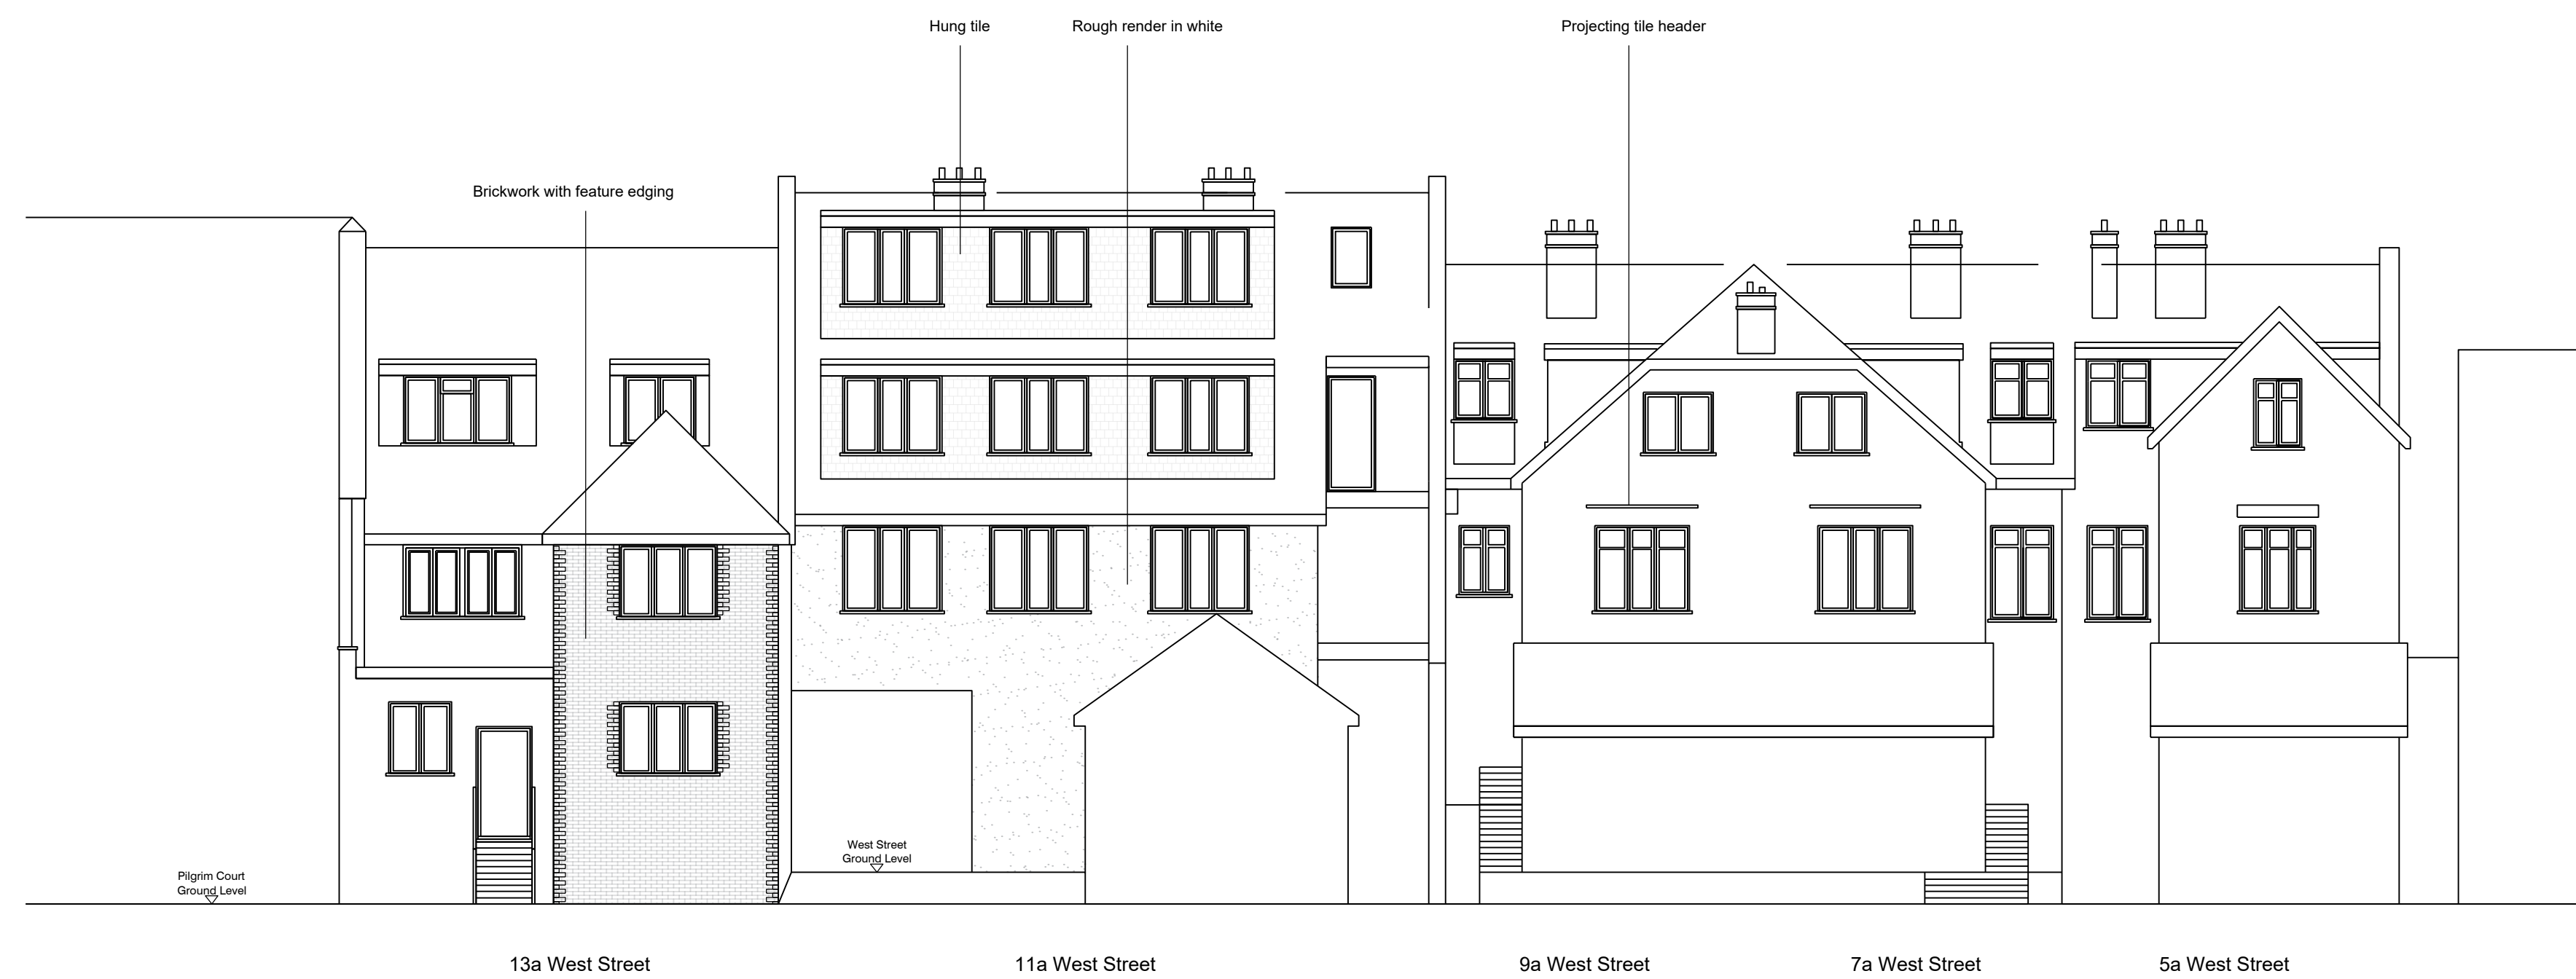 Hung tile
Rough render in white
Projecting tile header
Brickwork with feature edging
West Street
Ground Level
Pilgrim Court
Ground Level
13a West Street
11a West Street
9a West Street
7a West Street
5a West Street